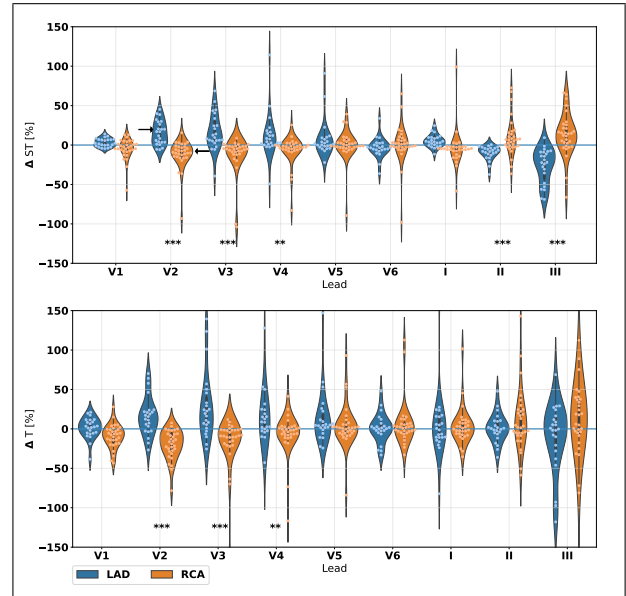 150
100
50
0
−50
−100
−150
Δ ST [%]
*** *** ** *** ***
V1 V2 V3 V4 V5 V6 I II III
Lead
150
100
50
0
−50
−100
−150
Δ T [%]
*** *** **
V1 V2 V3 V4 V5 V6 I II III
Lead
LAD RCA